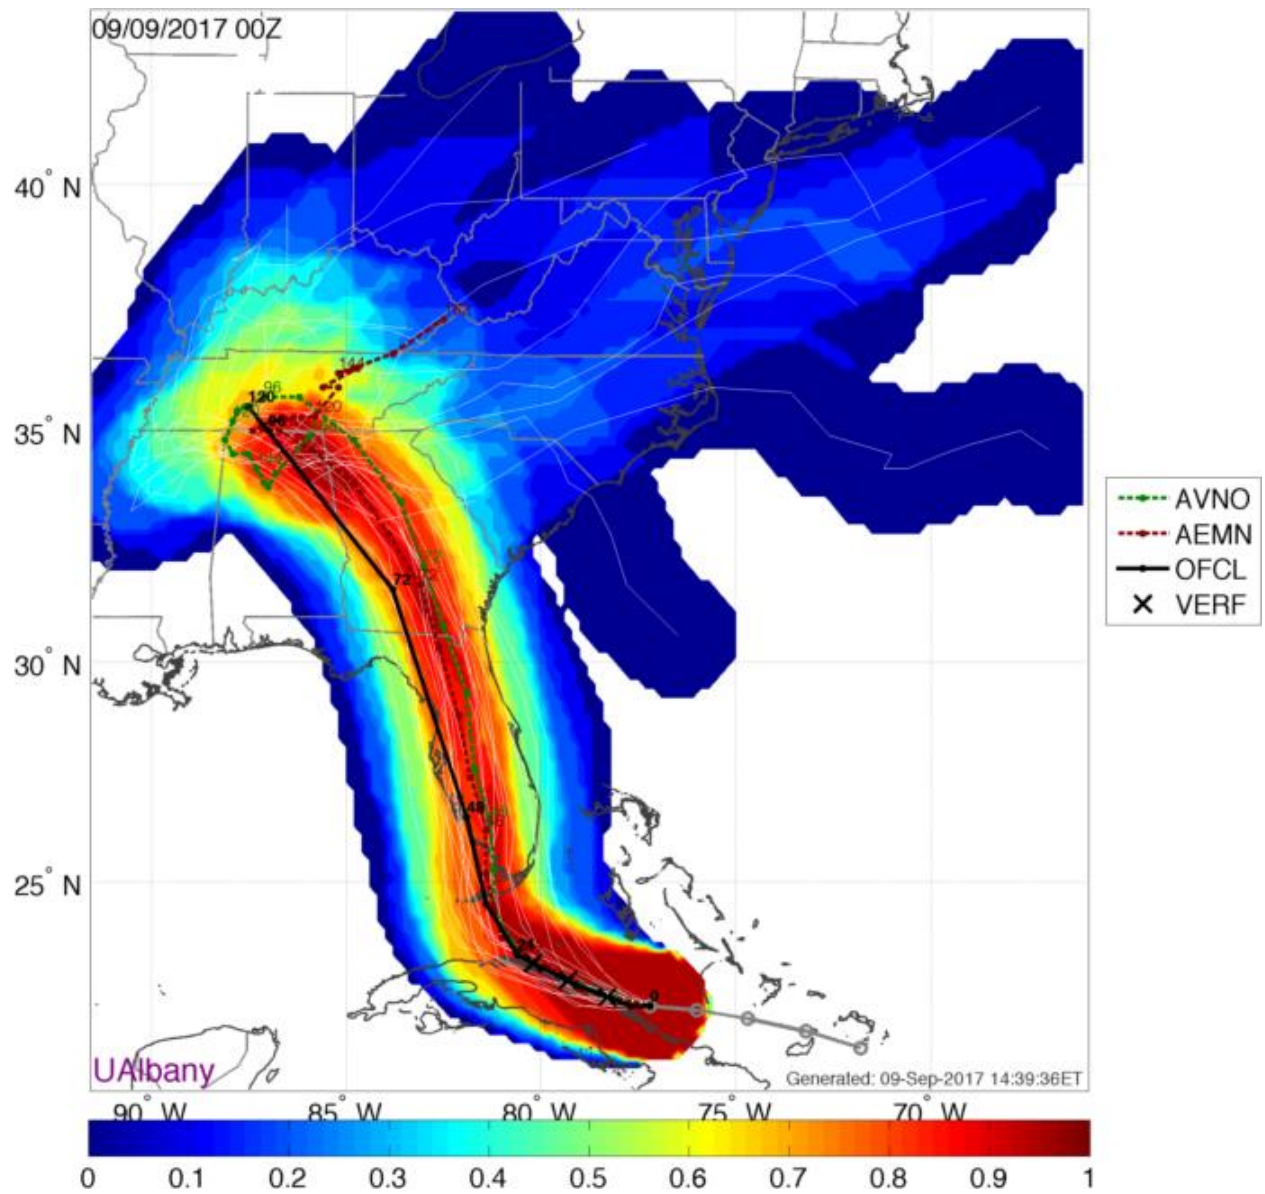 09/09/2017 00Z
40° N
35° N
30° N
25° N
144
96
120
96
72
48
24
0
AVNO
AEMN
OFCL
VERF
UAlbany
Generated: 09-Sep-2017 14:39:36ET
90° W 85° W 80° W 75° W 70° W
0 0.1 0.2 0.3 0.4 0.5 0.6 0.7 0.8 0.9 1